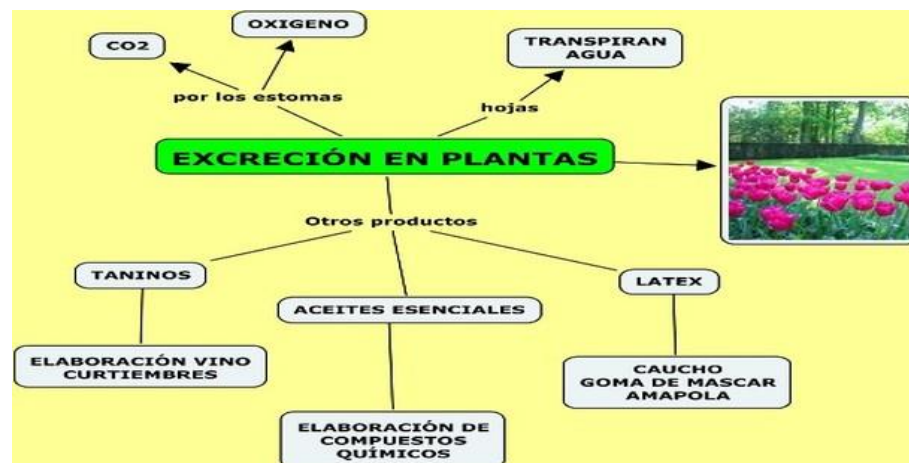 OXIGENO
CO2
TRANSPIRAN
AGUA
por los estomas
hojas
EXCRECIÓN EN PLANTAS
Otros productos
TANINOS
LATEX
ACEITES ESENCIALES
ELABORACIÓN VINO
CURTIEMBRES
CAUCHO
GOMA DE MASCAR
AMAPOLA
ELABORACIÓN DE
COMPUESTOS
QUÍMICOS